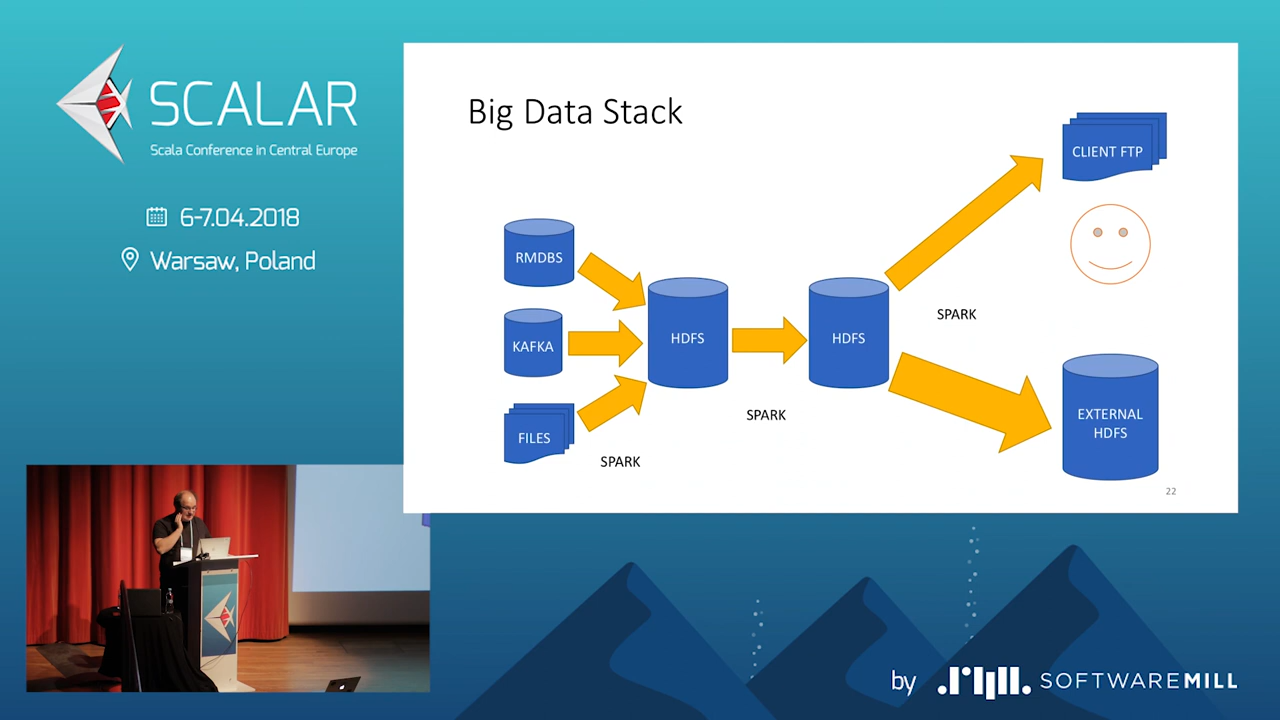 SCALAR
Scala Conference in Central Europe
6-7.04.2018
Warsaw, Poland
Big Data Stack
CLIENT FTP
RMDBS
KAFKA
FILES
HDFS
HDFS
SPARK
SPARK
SPARK
EXTERNAL
HDFS
22
by SOFTWAREMILL